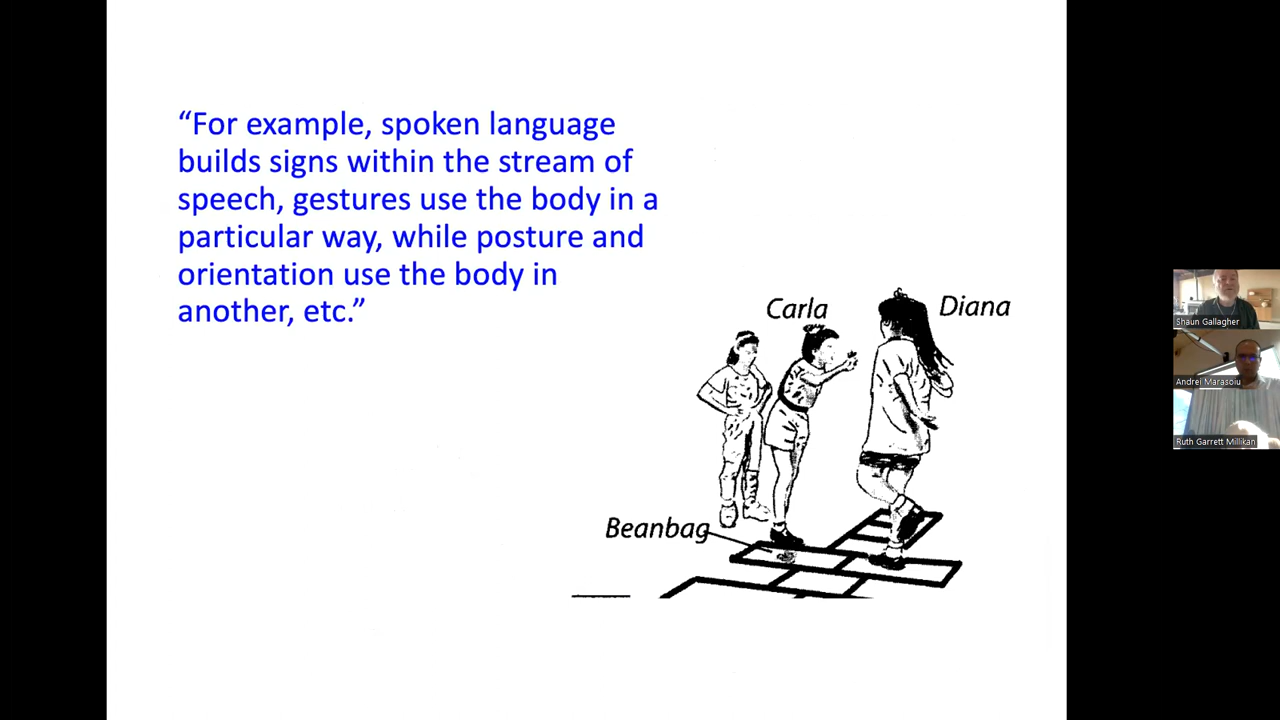 “For example, spoken language
builds signs within the stream of
speech, gestures use the body in a
particular way, while posture and
orientation use the body in
another, etc.”
Carla
Diana
Beanbag
Shaun Gallagher
Andrei Marasoiu
Ruth Garrett Millikan